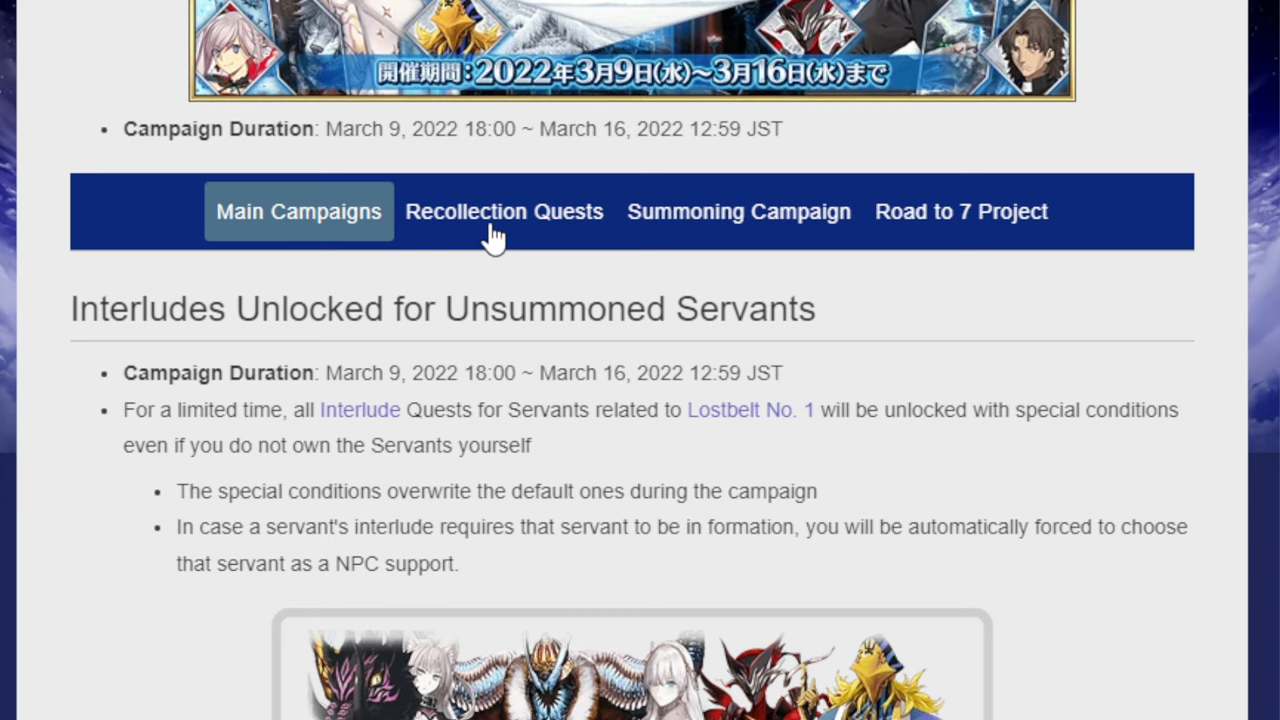 開催期間:2022年3月9日(水)~3月16日(水)まで
• Campaign Duration: March 9, 2022 18:00 ~ March 16, 2022 12:59 JST
Main Campaigns Recollection Quests Summoning Campaign Road to 7 Project
Interludes Unlocked for Unsummoned Servants
• Campaign Duration: March 9, 2022 18:00 ~ March 16, 2022 12:59 JST
• For a limited time, all Interlude Quests for Servants related to Lostbelt No. 1 will be unlocked with special conditions
even if you do not own the Servants yourself
• The special conditions overwrite the default ones during the campaign
• In case a servant's interlude requires that servant to be in formation, you will be automatically forced to choose
that servant as a NPC support.